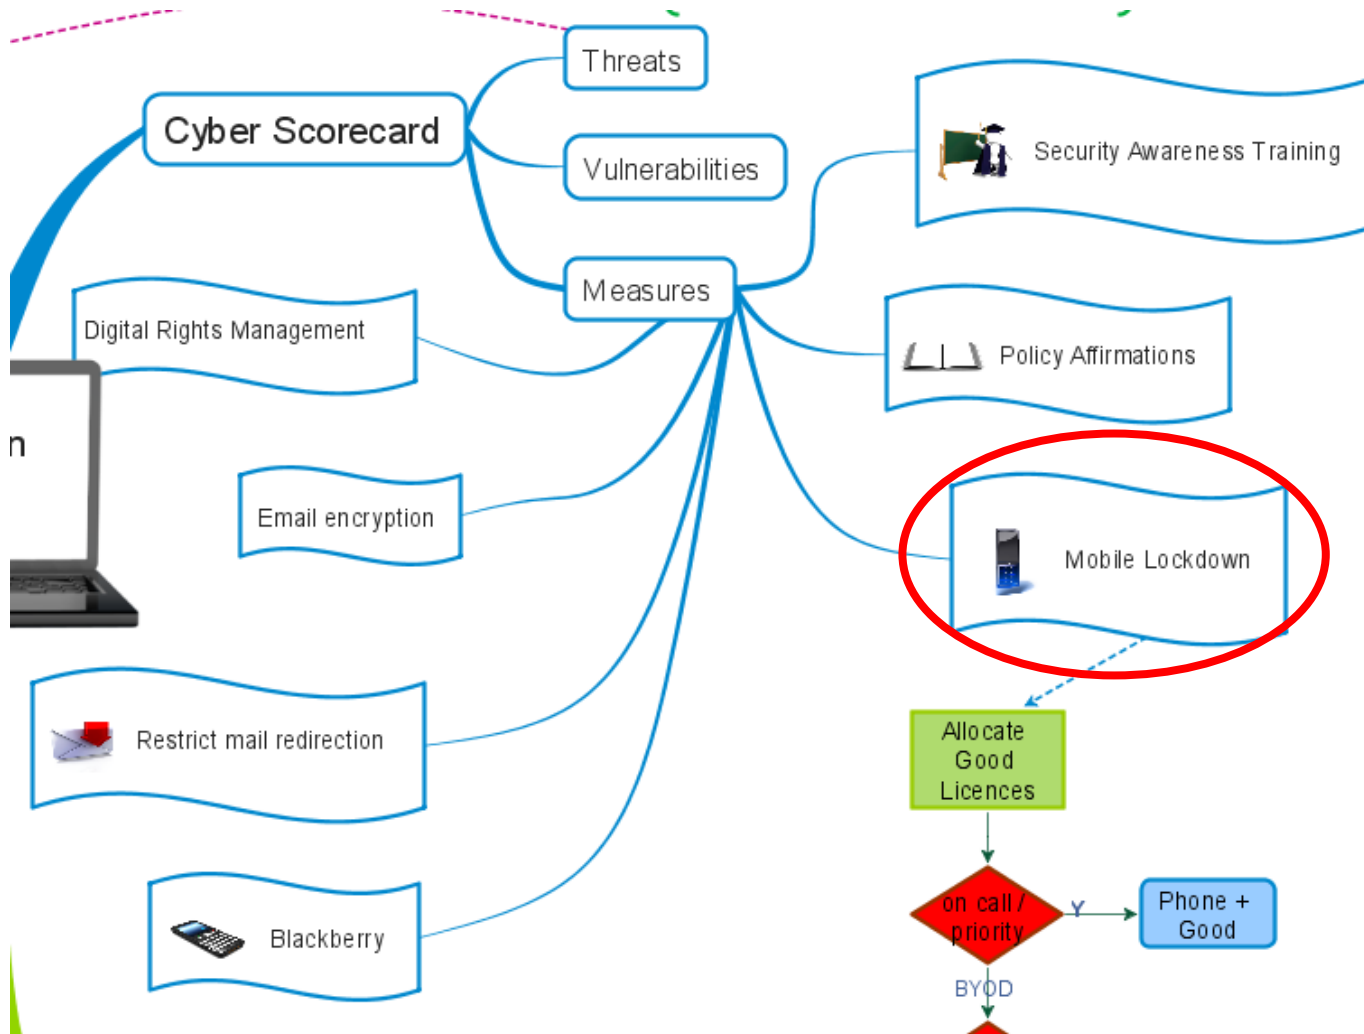 Threats
Cyber Scorecard
Vulnerabilities
Security Awareness Training
Measures
Digital Rights Management
Policy Affirmations
n
Email encryption
Mobile Lockdown
Restrict mail redirection
Allocate
Good
Licences
Blackberry
on call /
priority
Y
Phone +
Good
BYOD